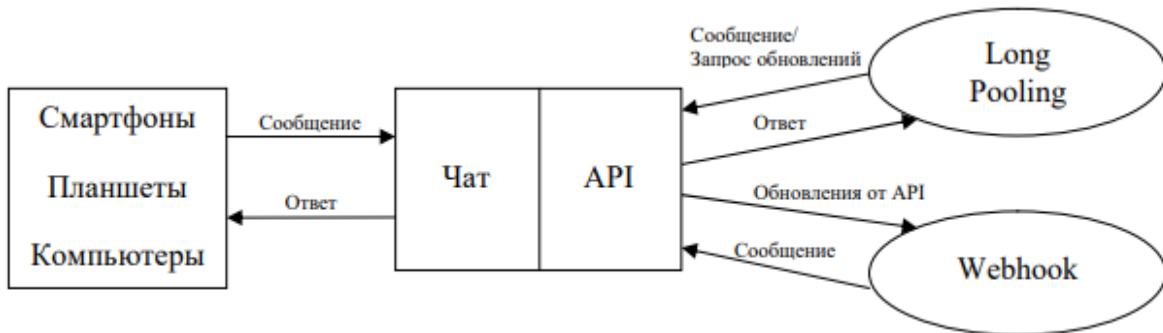 Смартфоны
Планшеты
Компьютеры
Сообщение
Ответ
Чат
API
Сообщение/
Запрос обновлений
Ответ
Обновления от API
Сообщение
Long
Pooling
Webhook